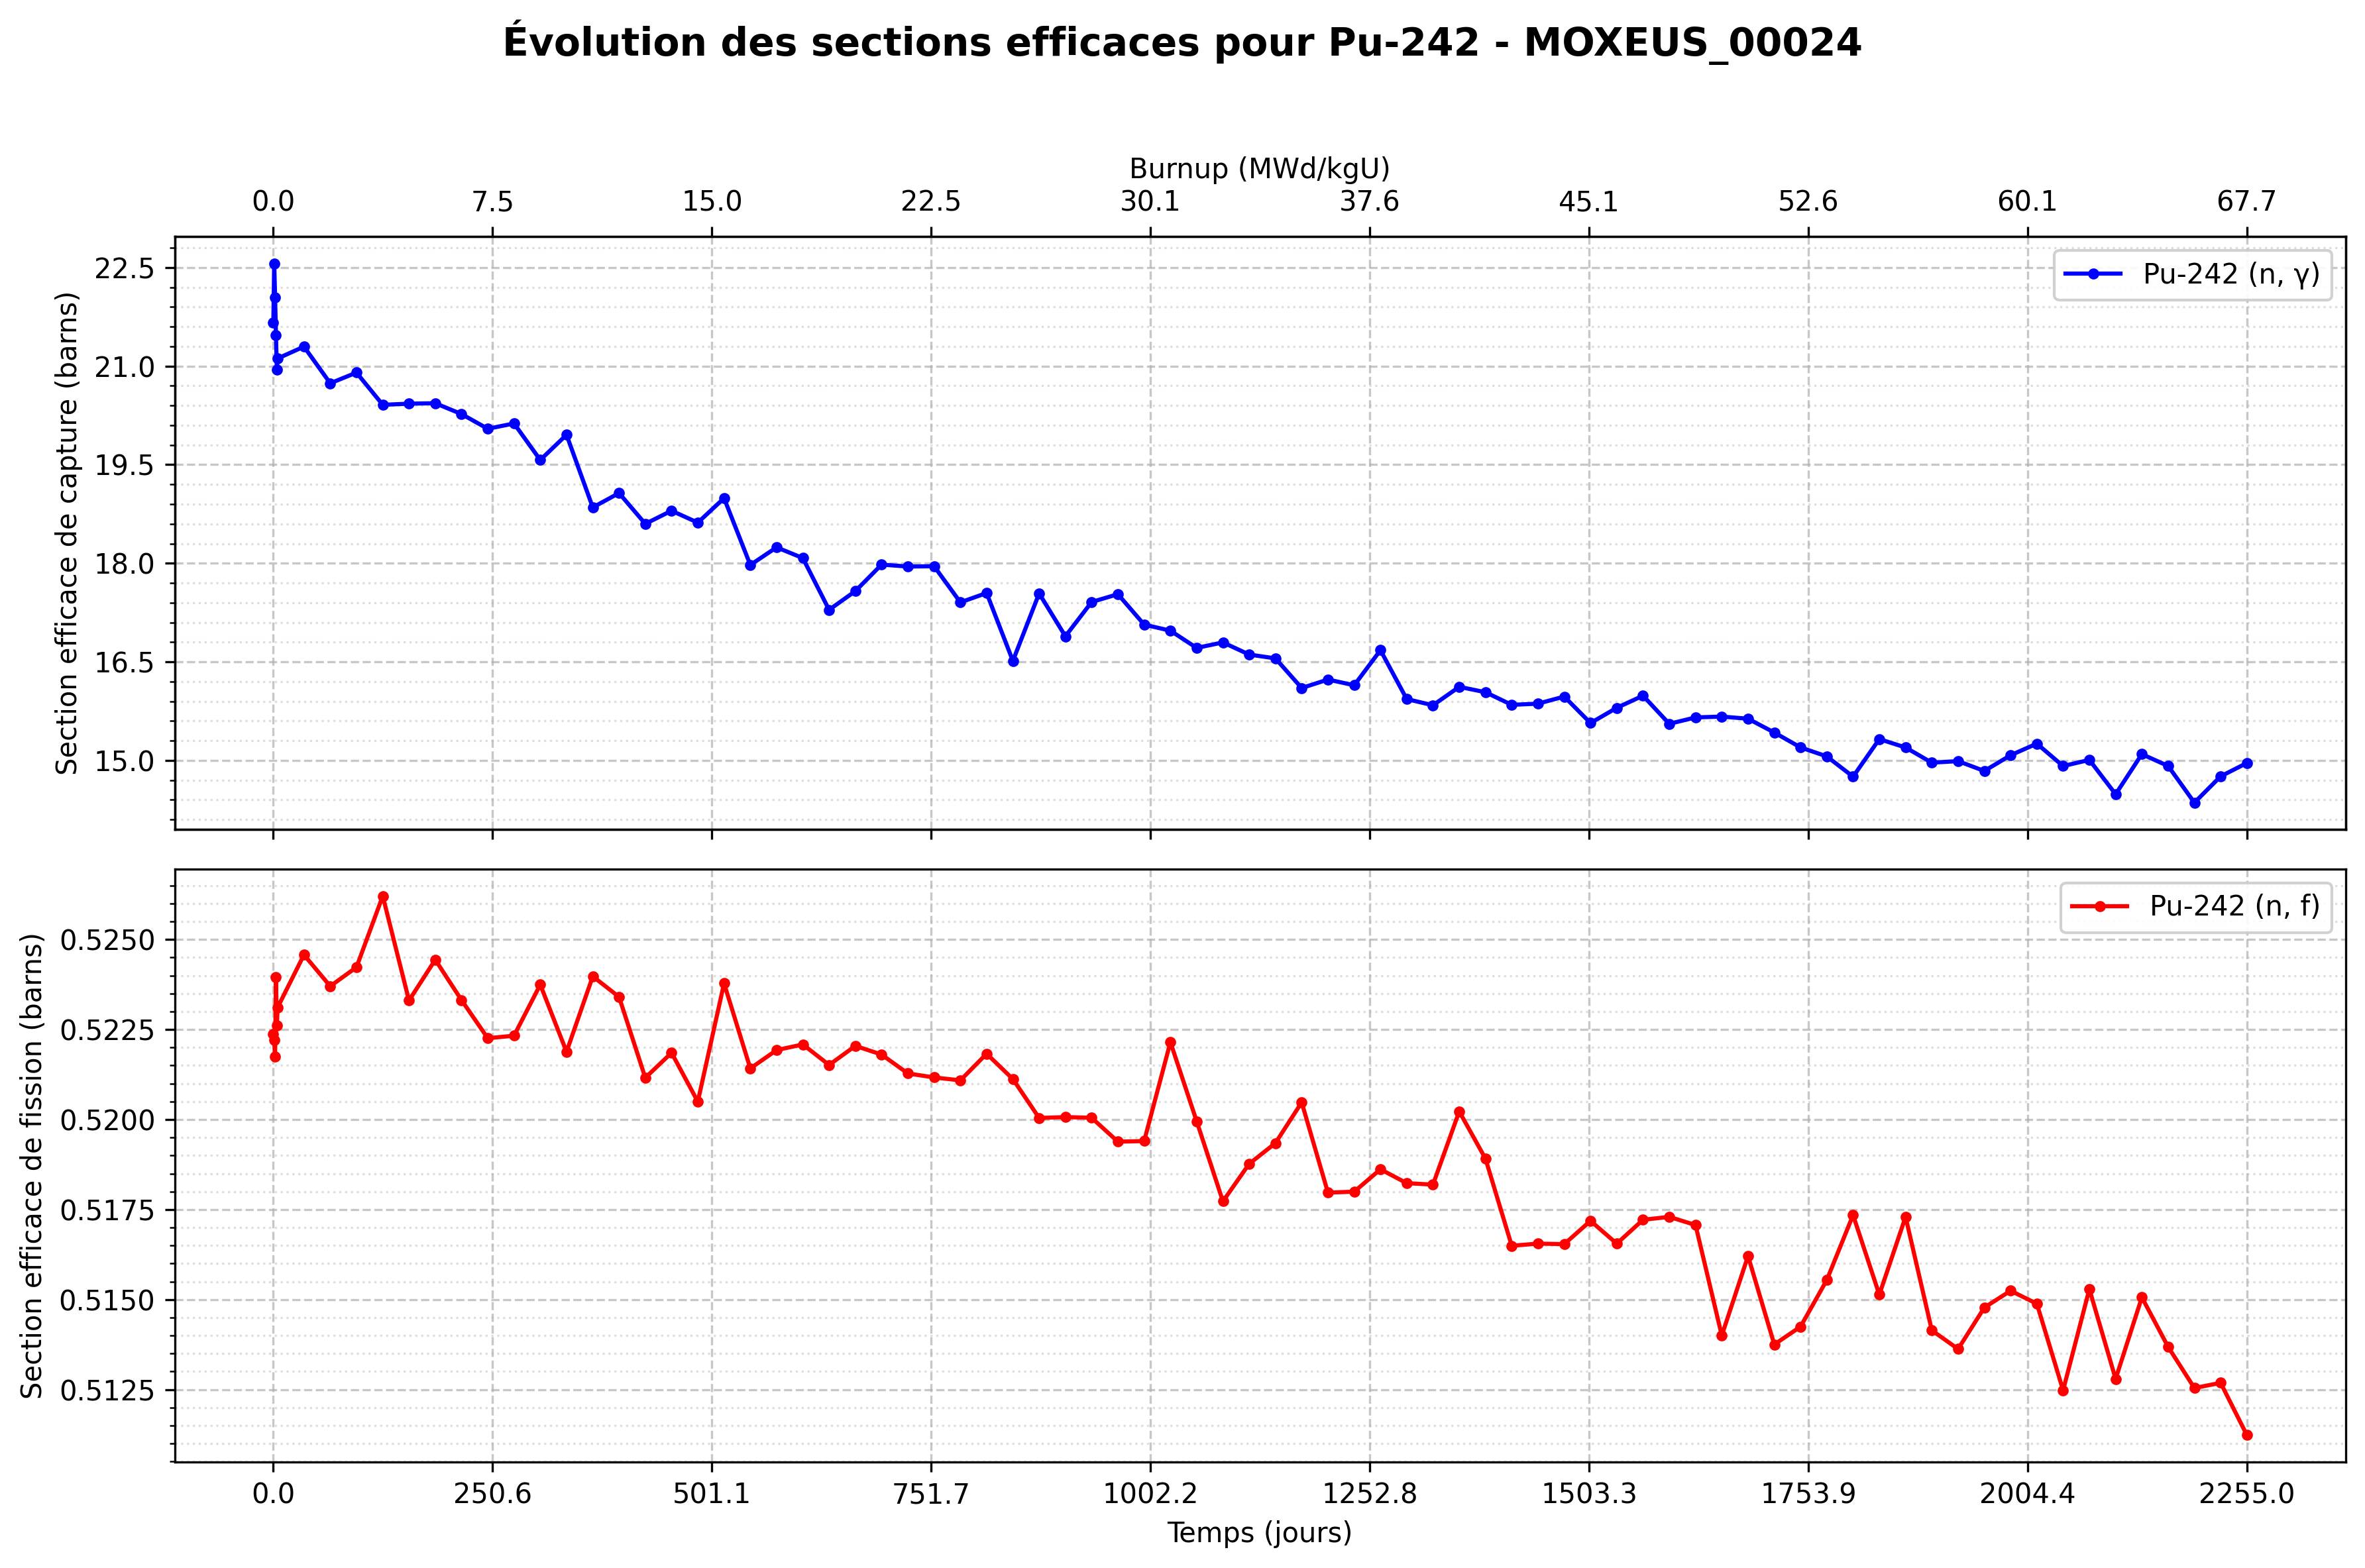 Évolution des sections efficaces pour Pu-242 - MOXEUS_00024
Burnup (MWd/kgU)
0.0 7.5 15.0 22.5 30.1 37.6 45.1 52.6 60.1 67.7
Section efficace de capture (barns)
22.5
21.0
19.5
18.0
16.5
15.0
Pu-242 (n, γ)
Section efficace de fission (barns)
0.5250
0.5225
0.5200
0.5175
0.5150
0.5125
Pu-242 (n, f)
0.0 250.6 501.1 751.7 1002.2 1252.8 1503.3 1753.9 2004.4 2255.0
Temps (jours)